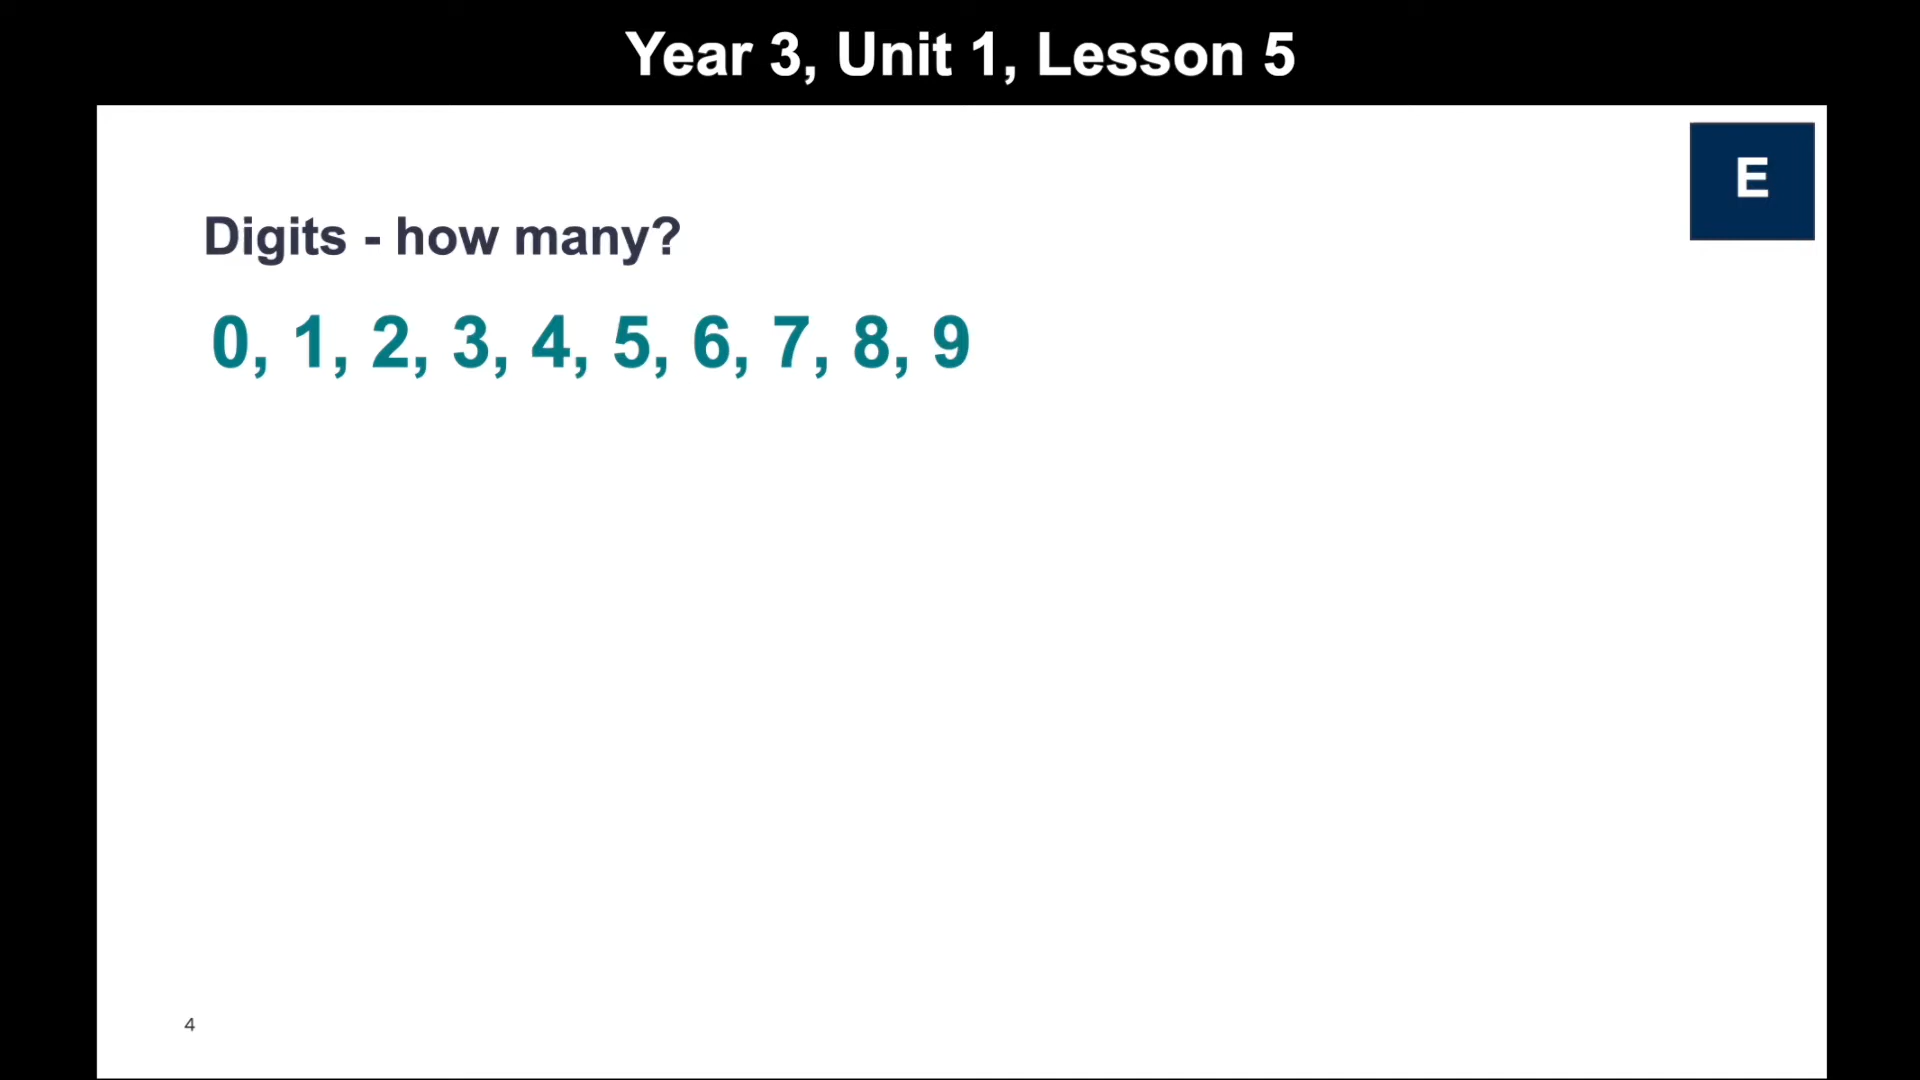 Year 3, Unit 1, Lesson 5
E
Digits - how many?
0, 1, 2, 3, 4, 5, 6, 7, 8, 9
4